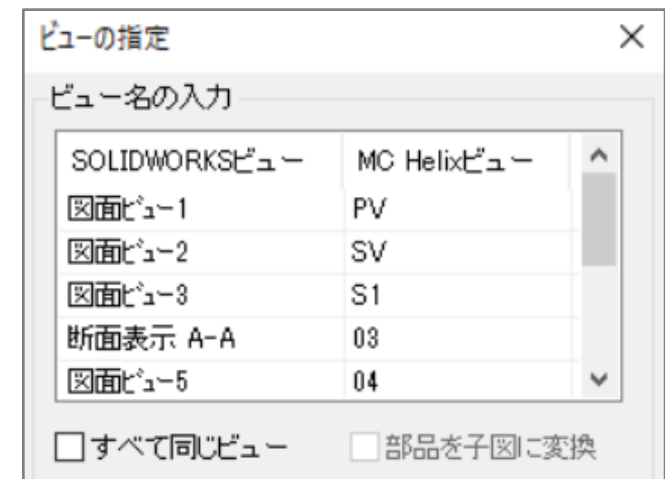 ビューの指定
ビュー名の入力
SOLIDWORKSビュー MC Helixビュー
図面ビュー1 PV
図面ビュー2 SV
図面ビュー3 S1
断面表示 A-A 03
図面ビュー5 04
すべて同じビュー 部品を子図に変換